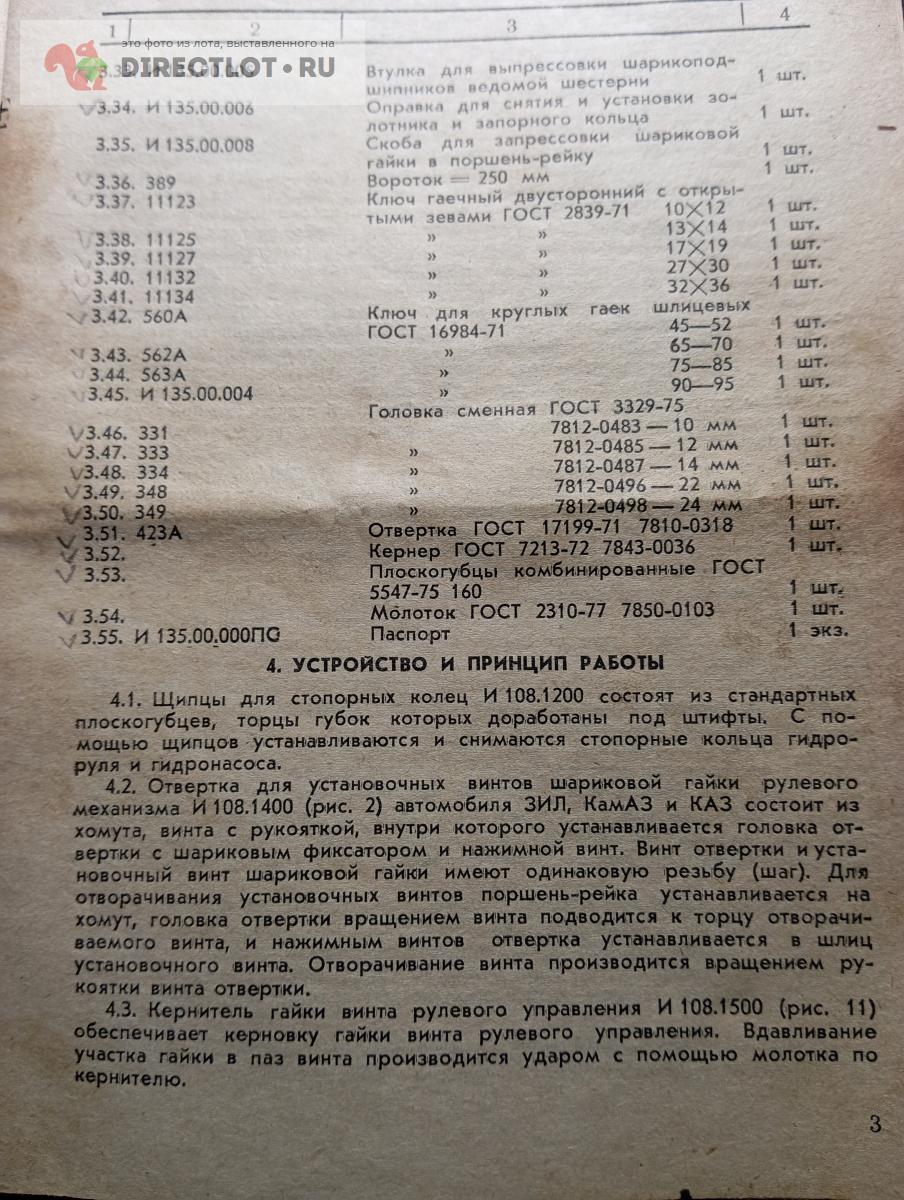 1 2 3 4
это фото из лота, выставленного на
DIRECTLOT.RU
Втулка для выпрессовки шарикопод-
шипников ведомой шестерни 1 шт.
3.34. И 135.00.006 Оправка для снятия и установки зо-
лотника и запорного кольца 1 шт.
3.35. И 135.00.008 Скоба для запрессовки шариковой
гайки в поршень-рейку 1 шт.
3.36. 389 Вороток — 250 мм 1 шт.
3.37. 11123 Ключ гаечный двусторонний с откры-
тыми зевами ГОСТ 2839-71 10×12 1 шт.
3.38. 11125 » » 13×14 1 шт.
3.39. 11127 » » 17×19 1 шт.
3.40. 11132 » » 27×30 1 шт.
3.41. 11134 » » 32×36 1 шт.
3.42. 560А Ключ для круглых гаек шлицевых
ГОСТ 16984-71 45—52 1 шт.
3.43. 562А » 65—70 1 шт.
3.44. 563А » 75—85 1 шт.
3.45. И 135.00.004 » 90—95 1 шт.
Головка сменная ГОСТ 3329-75
3.46. 331 7812-0483 — 10 мм 1 шт.
3.47. 333 » 7812-0485 — 12 мм 1 шт.
3.48. 334 » 7812-0487 — 14 мм 1 шт.
3.49. 348 » 7812-0496 — 22 мм 1 шт.
3.50. 349 » 7812-0498 — 24 мм 1 шт.
3.51. 423А Отвертка ГОСТ 17199-71 7810-0318 1 шт.
3.52. Кернер ГОСТ 7213-72 7843-0036 1 шт.
3.53. Плоскогубцы комбинированные ГОСТ
5547-75 160 1 шт.
3.54. Молоток ГОСТ 2310-77 7850-0103 1 шт.
3.55. И 135.00.000ПС Паспорт 1 экз.
4. УСТРОЙСТВО И ПРИНЦИП РАБОТЫ
4.1. Щипцы для стопорных колец И 108.1200 состоят из стандартных
плоскогубцев, торцы губок которых доработаны под штифты. С по-
мощью щипцов устанавливаются и снимаются стопорные кольца гидро-
руля и гидронасоса.
4.2. Отвертка для установочных винтов шариковой гайки рулевого
механизма И 108.1400 (рис. 2) автомобиля ЗИЛ, КамАЗ и КАЗ состоит из
хомута, винта с рукояткой, внутри которого устанавливается головка от-
вертки с шариковым фиксатором и нажимной винт. Винт отвертки и уста-
новочный винт шариковой гайки имеют одинаковую резьбу (шаг). Для
отворачивания установочных винтов поршень-рейка устанавливается на
хомут, головка отвертки вращением винта подводится к торцу отворачи-
ваемого винта, и нажимным винтов отвертка устанавливается в шлиц
установочного винта. Отворачивание винта производится вращением ру-
коятки винта отвертки.
4.3. Кернитель гайки винта рулевого управления И 108.1500 (рис. 11)
обеспечивает керновку гайки винта рулевого управления. Вдавливание
участка гайки в паз винта производится ударом с помощью молотка по
кернителю.
3